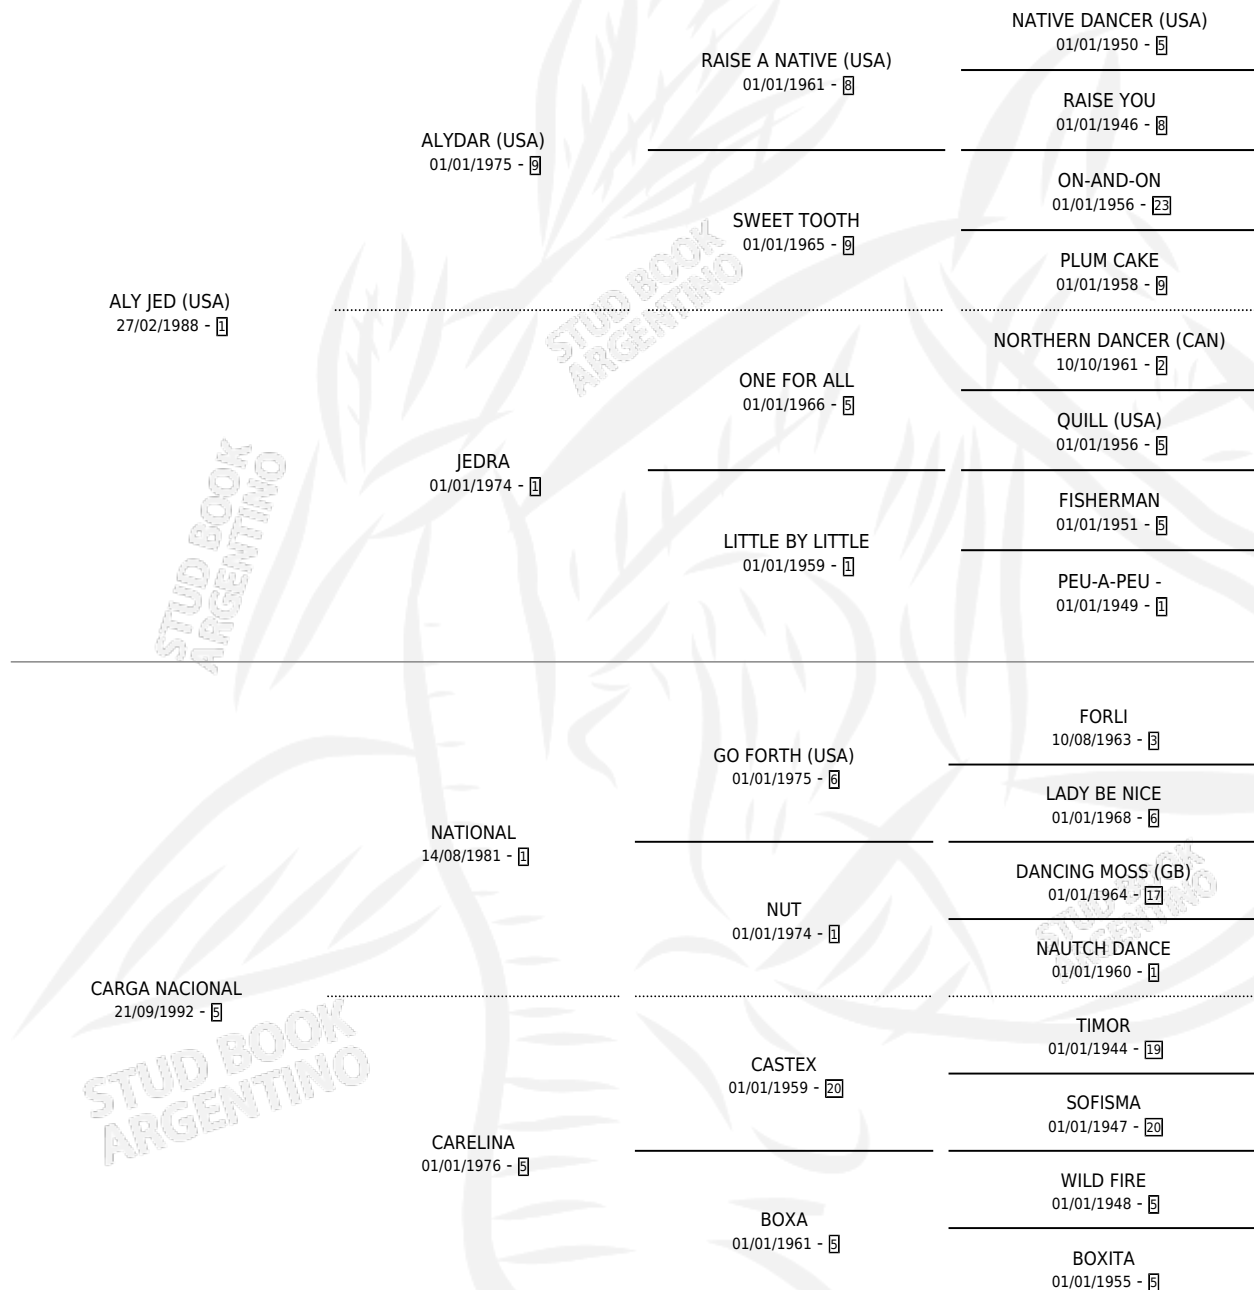 NATIVE DANCER (USA)
01/01/1950 - 5
RAISE A NATIVE (USA)
01/01/1961 - 8
RAISE YOU
01/01/1946 - 8
ALYDAR (USA)
01/01/1975 - 9
ON-AND-ON
01/01/1956 - 23
SWEET TOOTH
01/01/1965 - 9
PLUM CAKE
01/01/1958 - 9
ALY JED (USA)
27/02/1988 - 1
NORTHERN DANCER (CAN)
10/10/1961 - 2
ONE FOR ALL
01/01/1966 - 5
QUILL (USA)
01/01/1956 - 5
JEDRA
01/01/1974 - 1
FISHERMAN
01/01/1951 - 5
LITTLE BY LITTLE
01/01/1959 - 1
PEU-A-PEU -
01/01/1949 - 1
FORLI
10/08/1963 - 3
GO FORTH (USA)
01/01/1975 - 6
LADY BE NICE
01/01/1968 - 6
NATIONAL
14/08/1981 - 1
DANCING MOSS (GB)
01/01/1964 - 17
NUT
01/01/1974 - 1
NAUTCH DANCE
01/01/1960 - 1
CARGA NACIONAL
21/09/1992 - 5
TIMOR
01/01/1944 - 19
CASTEX
01/01/1959 - 20
SOFISMA
01/01/1947 - 20
CARELINA
01/01/1976 - 5
WILD FIRE
01/01/1948 - 5
BOXA
01/01/1961 - 5
BOXITA
01/01/1955 - 5
STUD BOOK
ARGENTINO
STUD BOOK
ARGENTINO
STUD BOOK
ARGENTINO
STUD BOOK
ARGENTINO